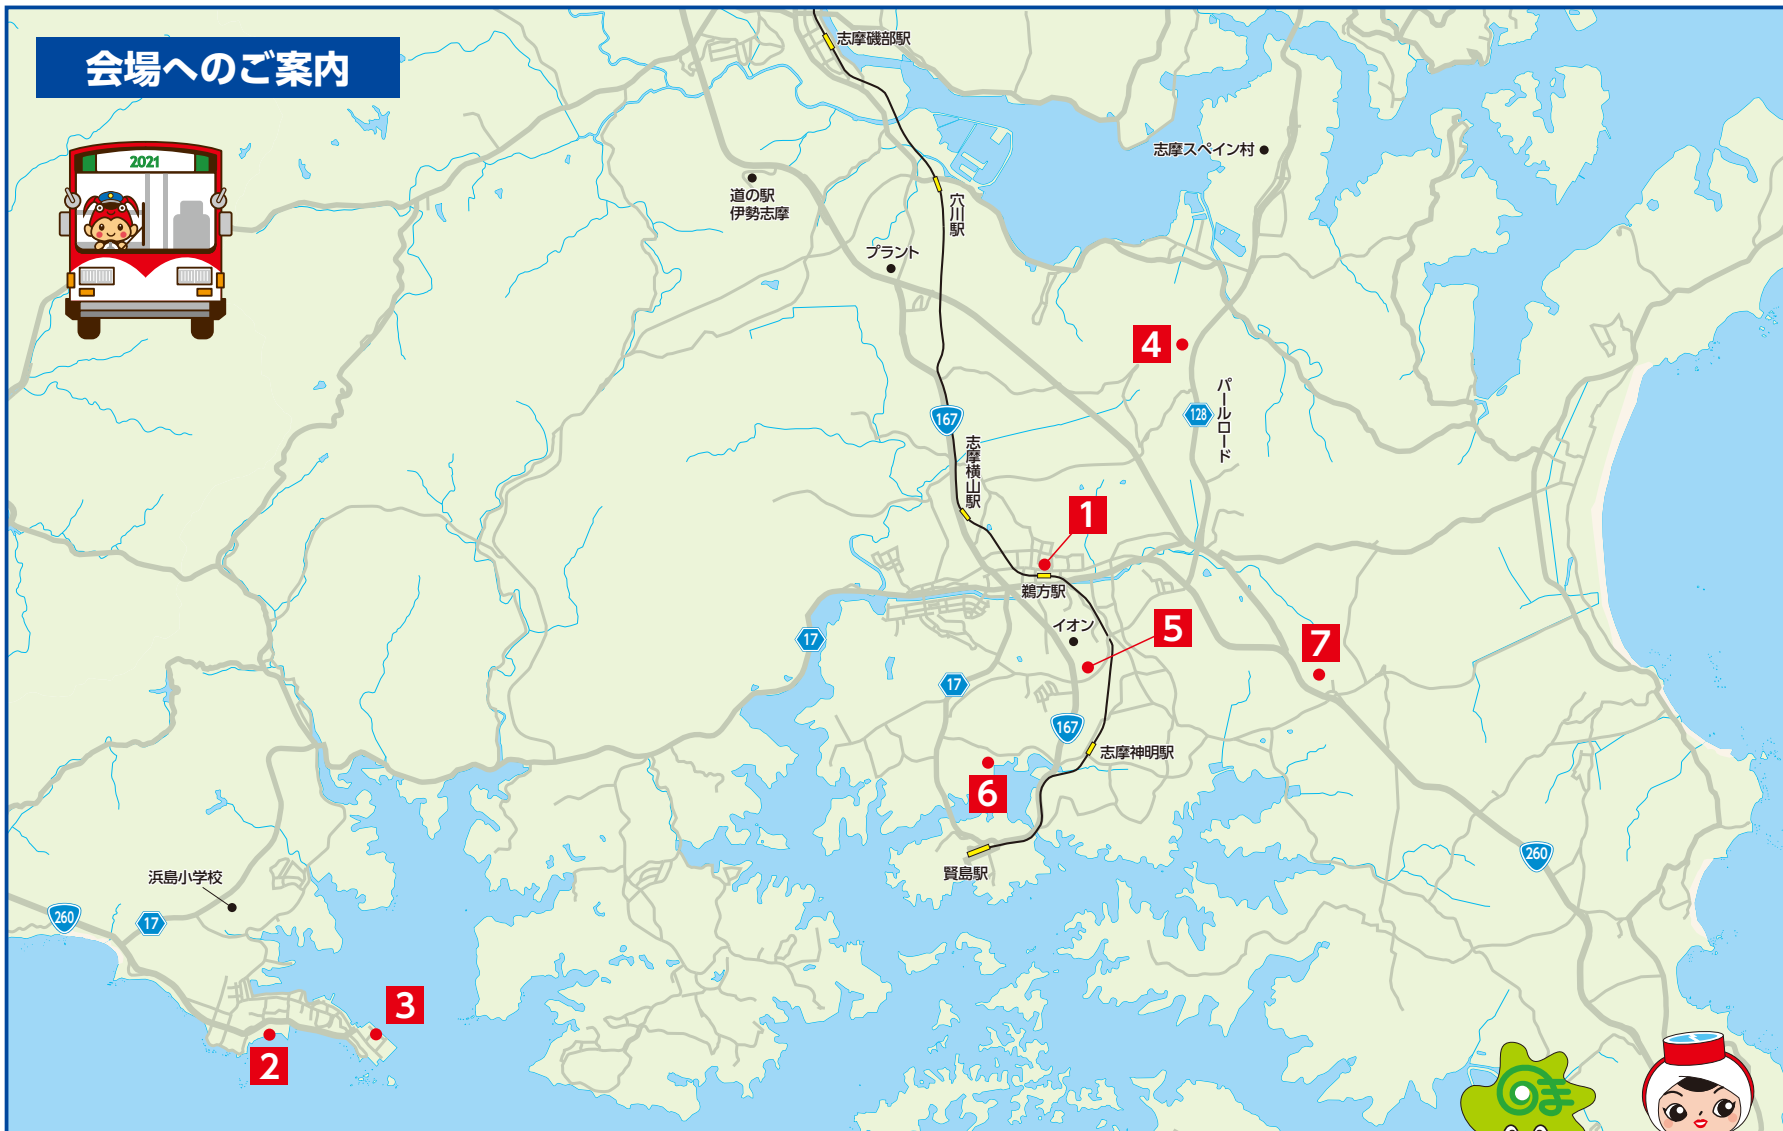 会場へのご案内
2021
志摩磯部駅
志摩スペイン村
道の駅
伊勢志摩
穴川駅
プラント
4
パールロード
128
167
志摩横山駅
1
鵜方駅
イオン
5
17
7
17
167
志摩神明駅
6
賢島駅
260
浜島小学校
260
17
3
2
しま